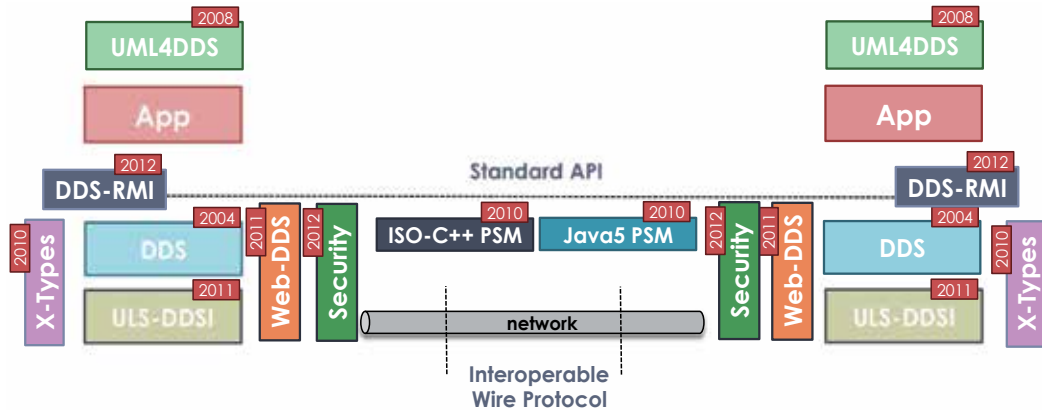 2008
UML4DDS
App
2012
DDS-RMI
2010
X-Types
2004
DDS
2011
ULS-DDSI
2011
Web-DDS
2012
Security
Standard API
2010
ISO-C++ PSM
2010
Java5 PSM
network
Interoperable
Wire Protocol
2012
Security
2011
Web-DDS
2008
UML4DDS
App
2012
DDS-RMI
2004
DDS
2011
ULS-DDSI
2010
X-Types